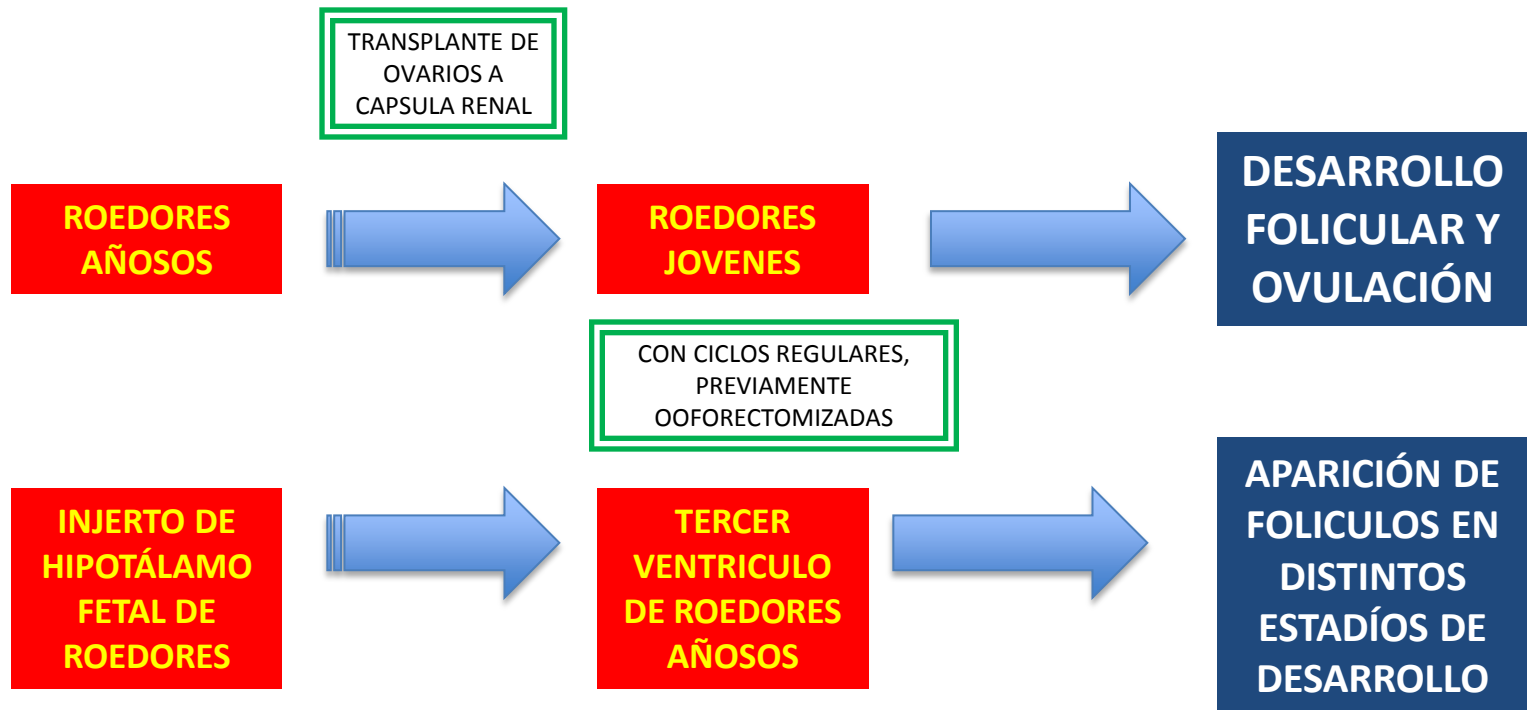 TRANSPLANTE DE
OVARIOS A
CAPSULA RENAL
ROEDORES
AÑOSOS
ROEDORES
JOVENES
DESARROLLO
FOLICULAR Y
OVULACIÓN
CON CICLOS REGULARES,
PREVIAMENTE
OOFORECTOMIZADAS
INJERTO DE
HIPOTÁLAMO
FETAL DE
ROEDORES
TERCER
VENTRICULO
DE ROEDORES
AÑOSOS
APARICIÓN DE
FOLICULOS EN
DISTINTOS
ESTADÍOS DE
DESARROLLO